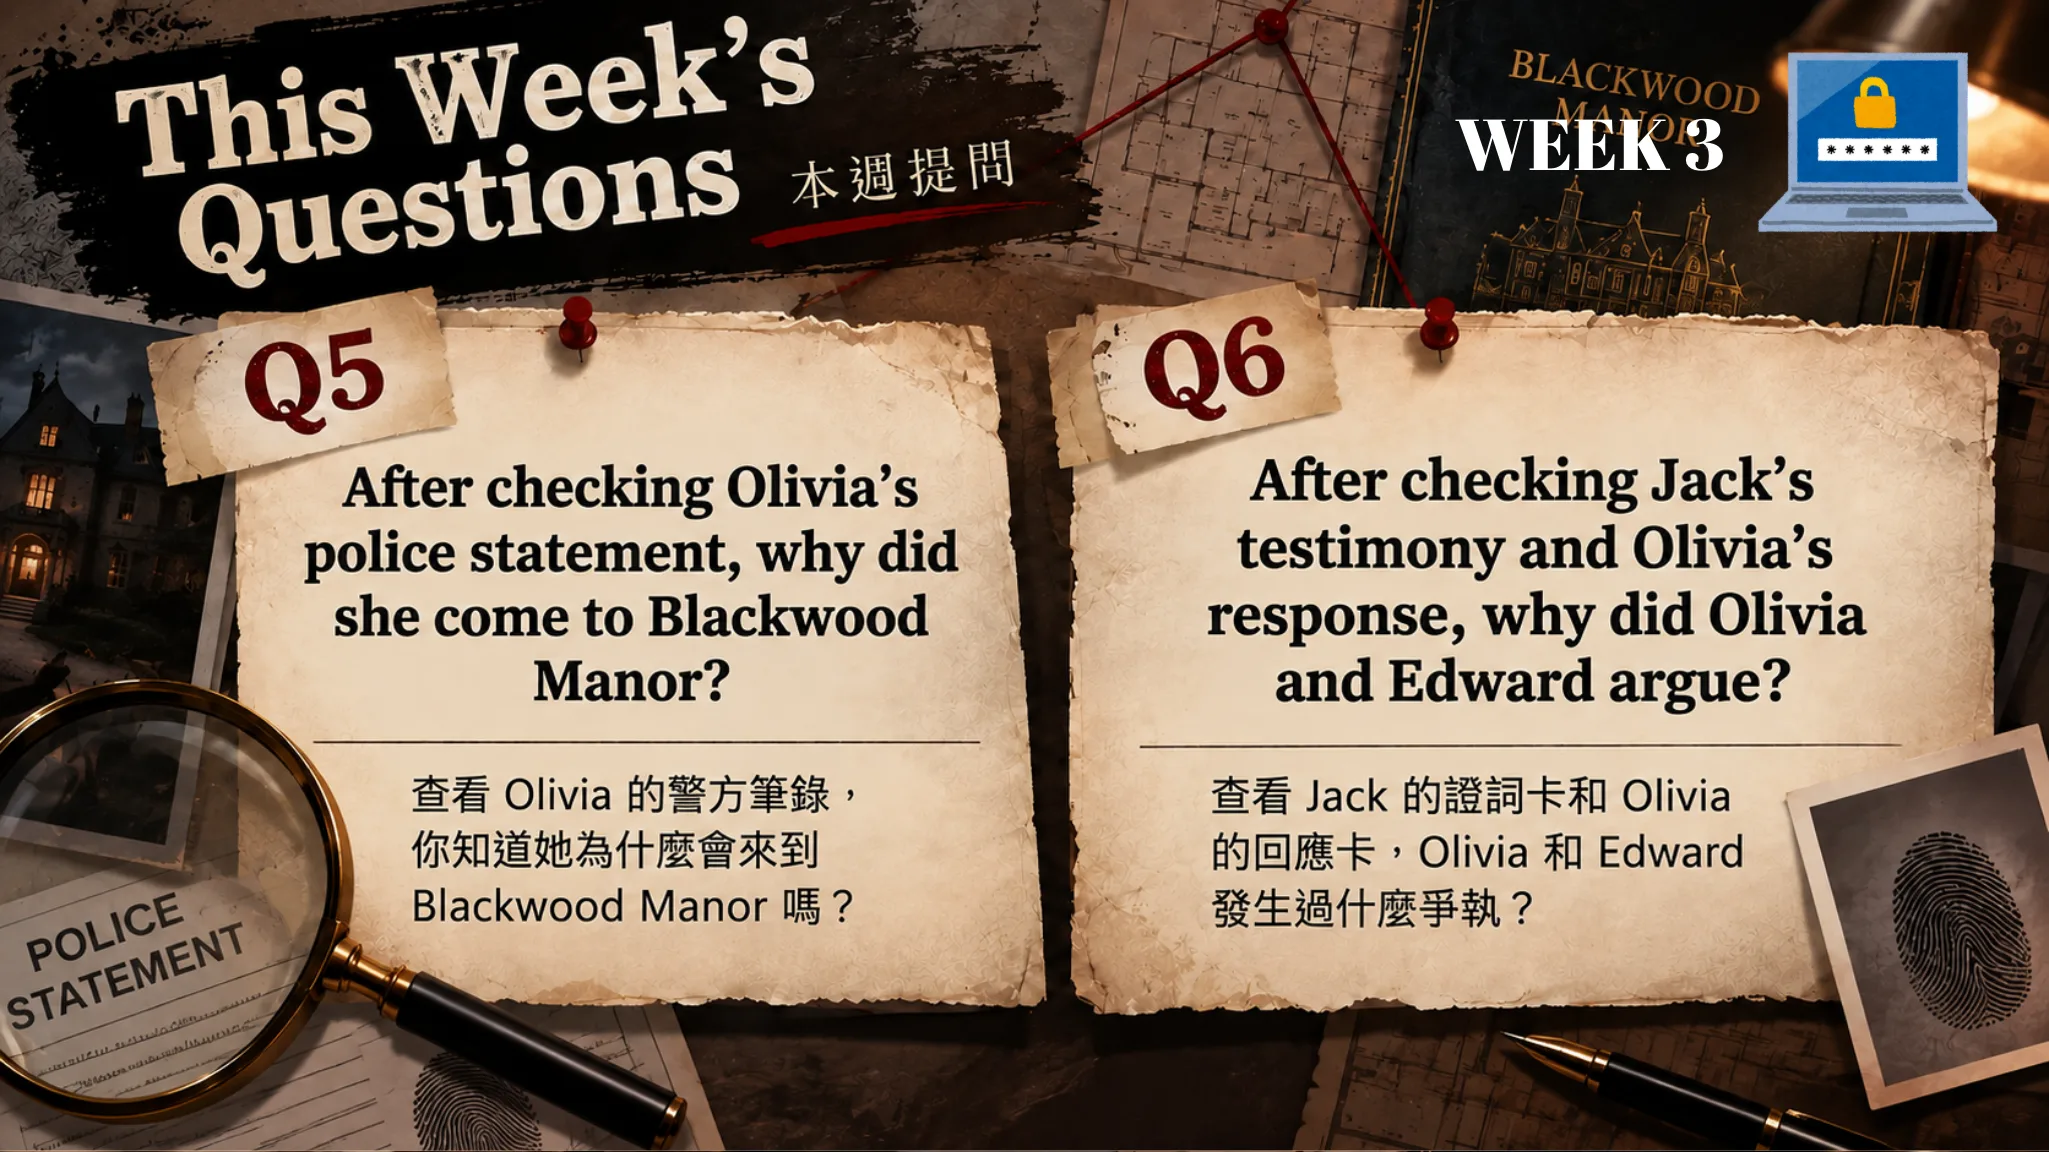 This Week's
Questions
本週提問
BLACKWOOD
MANOR
WEEK 3
******
Q5
After checking Olivia's
police statement, why did
she come to Blackwood
Manor?
查看 Olivia 的警方筆錄，
你知道她為什麼會來到
Blackwood Manor 嗎？
Q6
After checking Jack's
testimony and Olivia's
response, why did Olivia
and Edward argue?
查看 Jack 的證詞卡和 Olivia
的回應卡，Olivia 和 Edward
發生過什麼爭執？
POLICE
STATEMENT